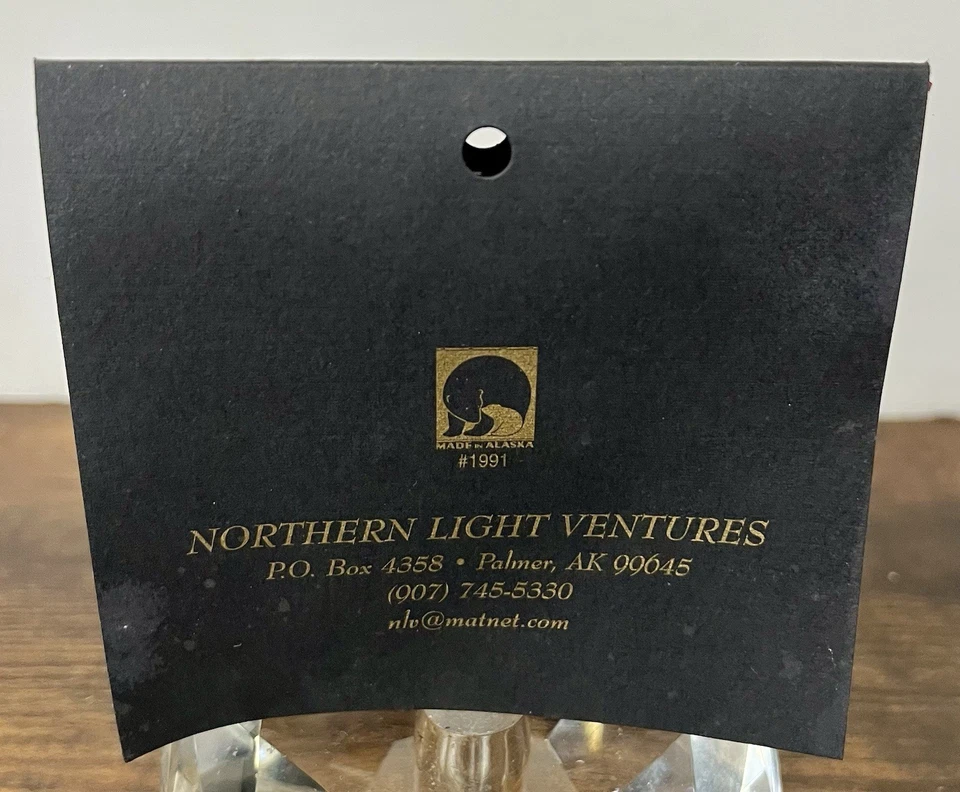 MADE IN ALASKA
#1991
NORTHERN LIGHT VENTURES
P.O. Box 4358 • Palmer, AK 99645
(907) 745-5330
nlv@matnet.com